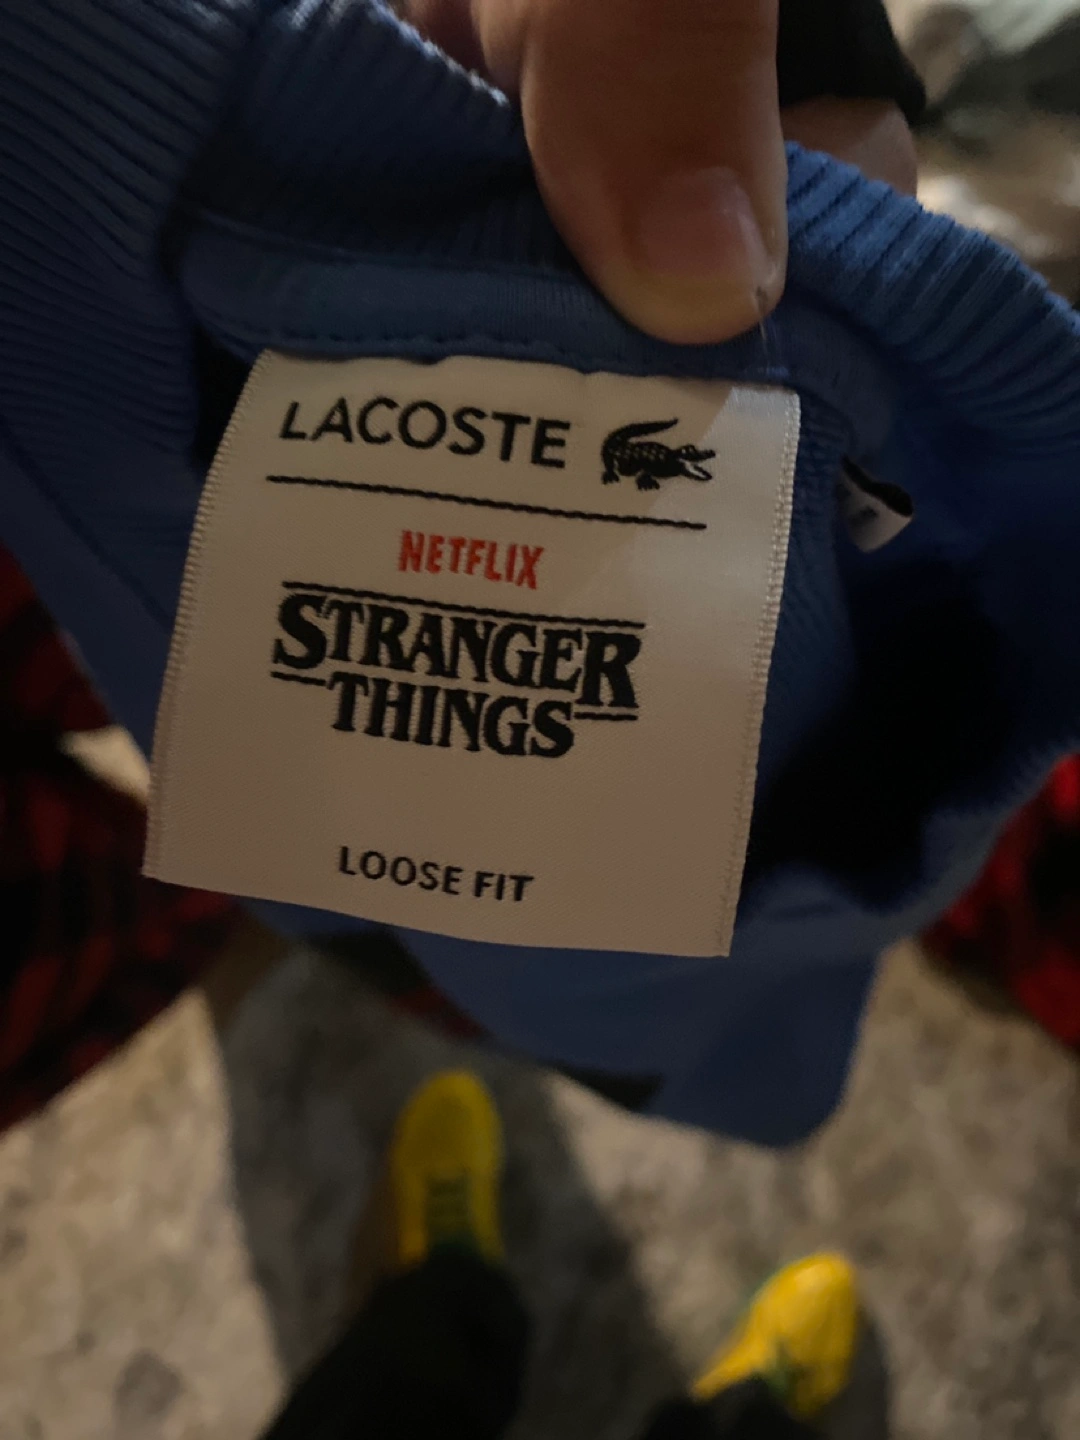 LACOSTE
NETFLIX
STRANGER
THINGS
LOOSE FIT